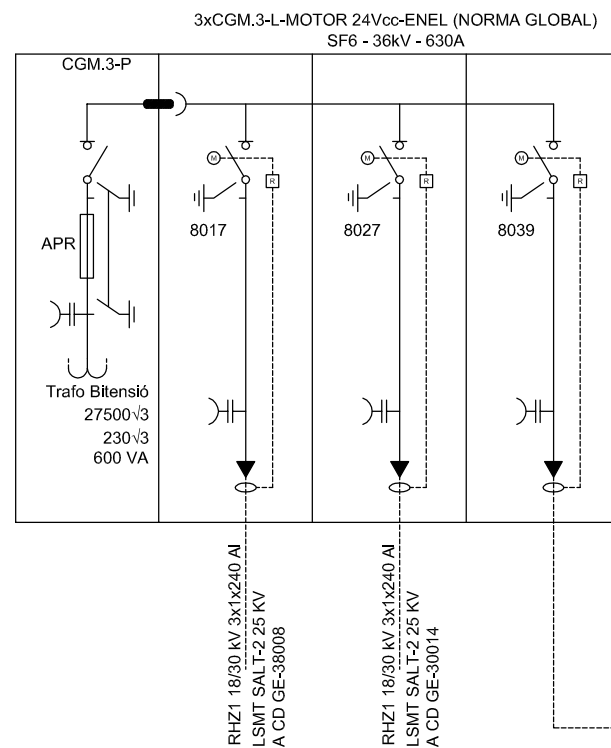 3xCGM.3-L-MOTOR 24Vcc-ENEL (NORMA GLOBAL)
SF6 - 36kV - 630A
CGM.3-P
M
R
M
R
M
R
8017
8027
8039
APR
Trafo Bitensió
27500√3
230√3
600 VA
RHZ1 18/30 kV 3x1x240 Al
LSMT SALT-2 25 KV
A CD GE-38008
RHZ1 18/30 kV 3x1x240 Al
LSMT SALT-2 25 KV
A CD GE-30014